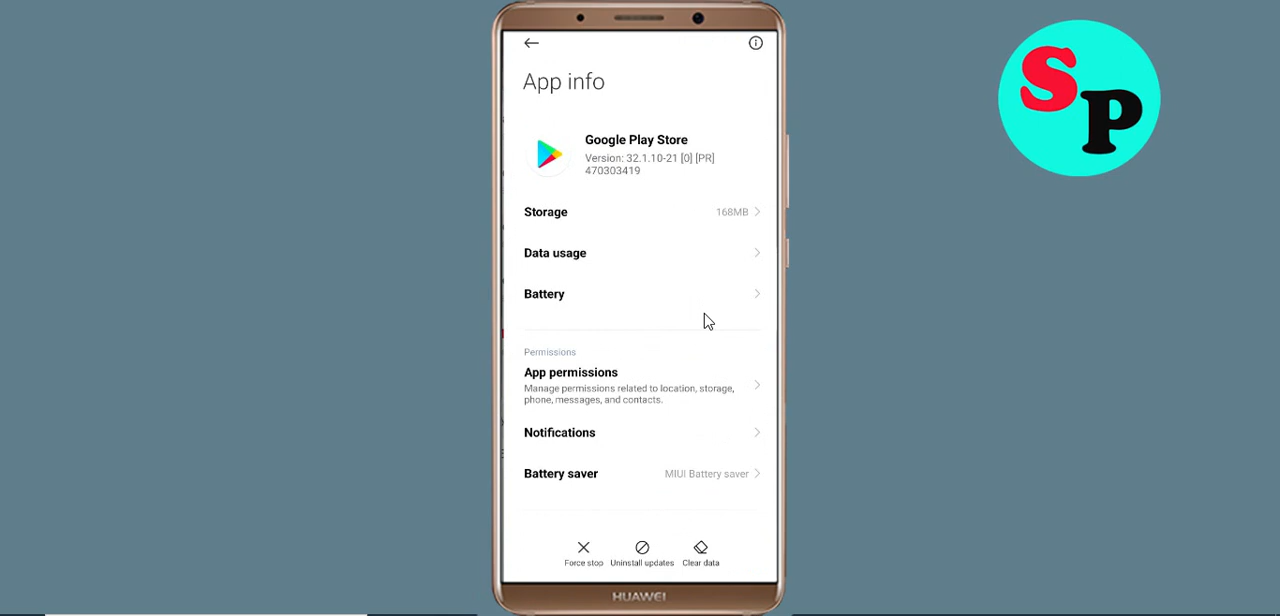 App info
Google Play Store
Version: 32.1.10-21 [0] [PR]
470303419
Storage 168MB
Data usage
Battery
Permissions
App permissions
Manage permissions related to location, storage,
phone, messages, and contacts.
Notifications
Battery saver MIUI Battery saver
Force stop Uninstall updates Clear data
HUAWEI
SP